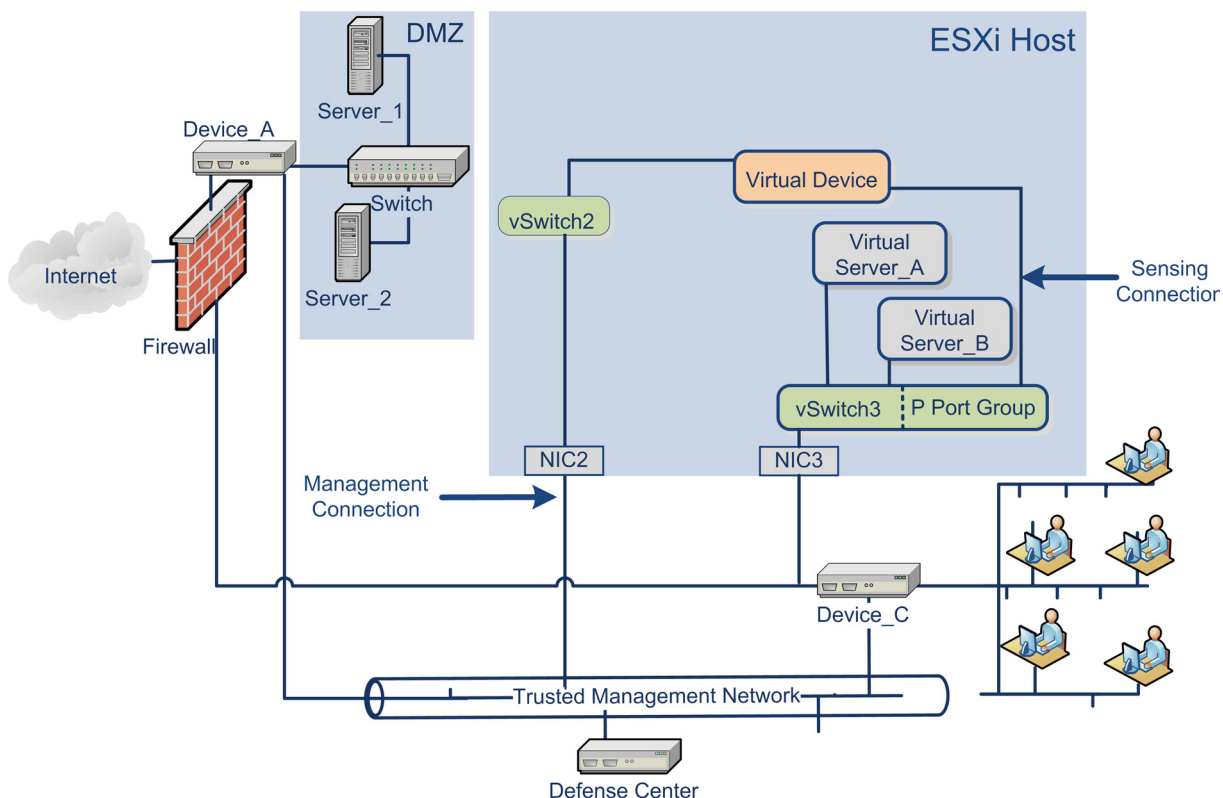 DMZ
ESXi Host
Server_1
Device_A
Switch
Server_2
Internet
Firewall
Virtual Device
vSwitch2
Virtual
Server_A
Virtual
Server_B
Sensing
Connection
vSwitch3
P Port Group
NIC2
NIC3
Management
Connection
Device_C
Trusted Management Network
Defense Center